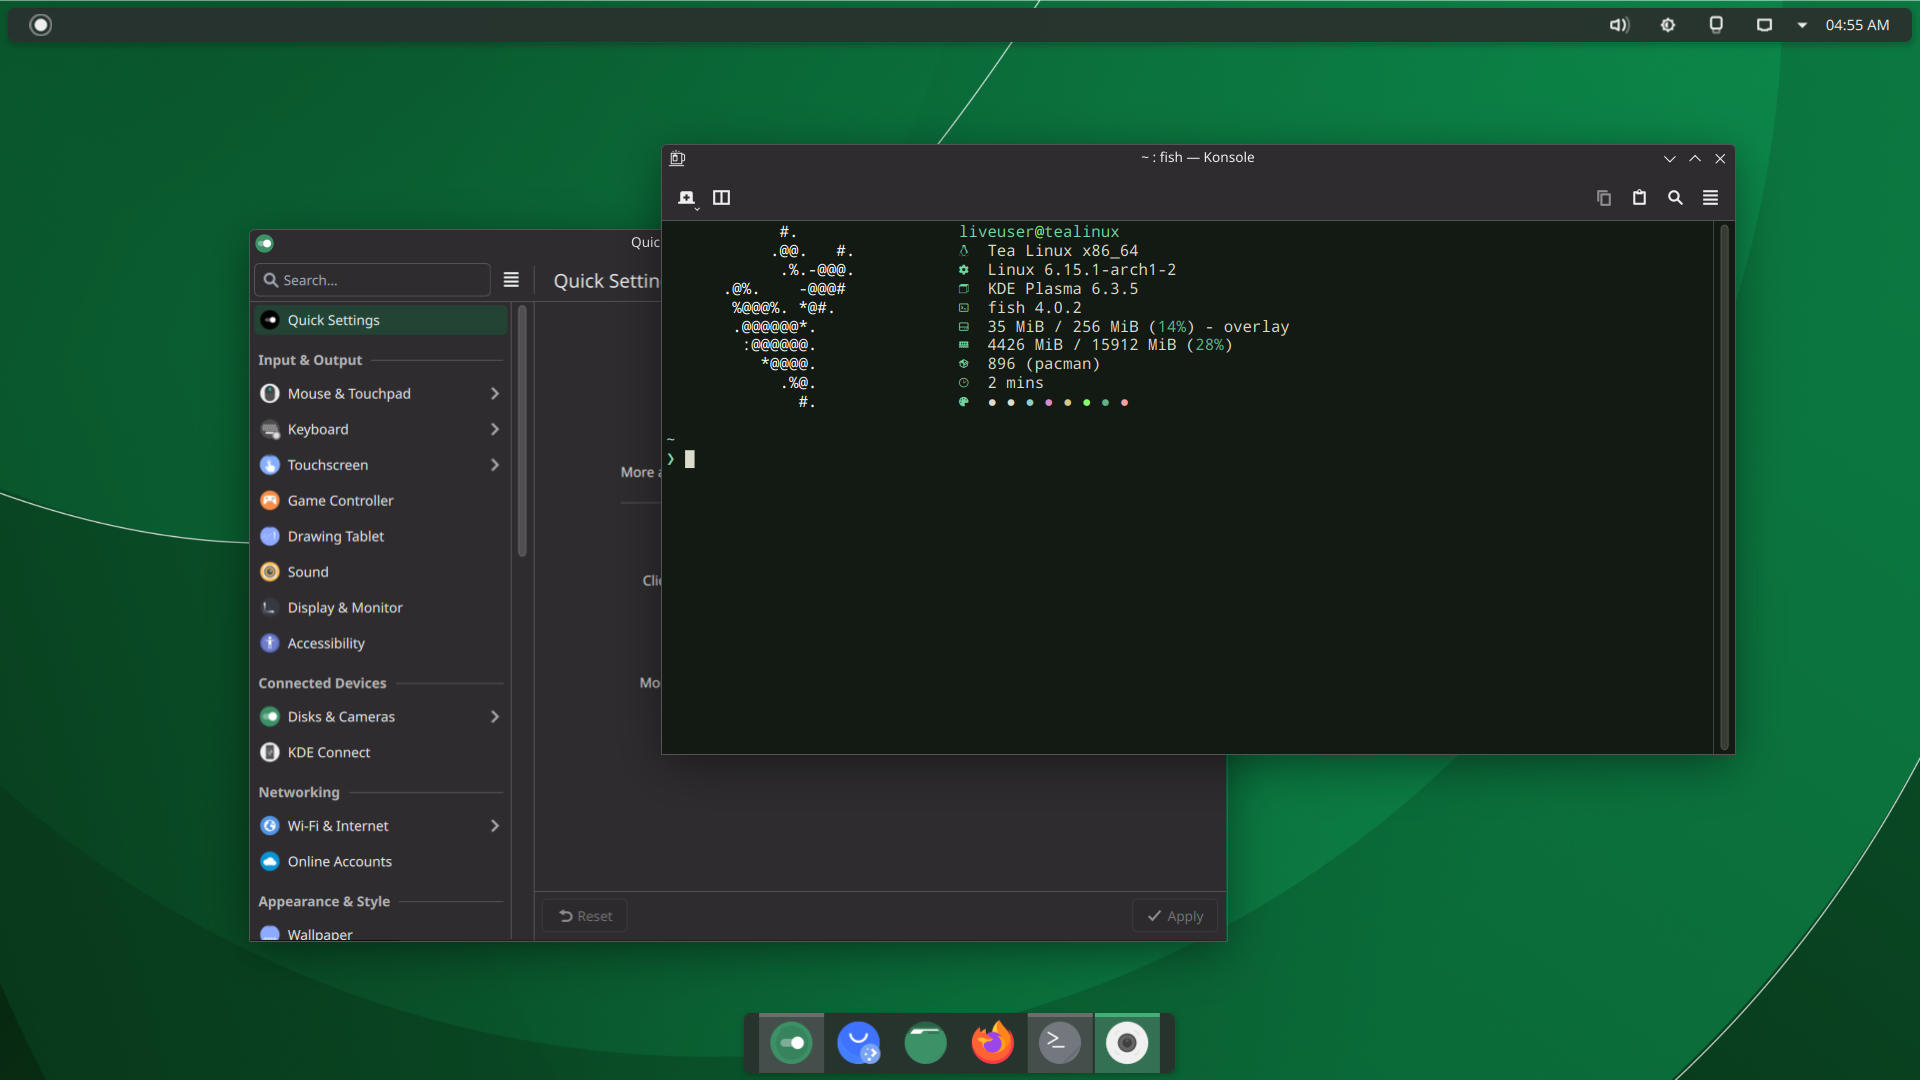 04:55 AM
~ : fish — Konsole
#.
.@@.   #.
.%.-@@@.
.@%.    -@@@#
%@@@%. *@#.
.@@@@@@*.
:@@@@@@.
*@@@@.
.%@.
#.
liveuser@tealinux
Tea Linux x86_64
Linux 6.15.1-arch1-2
KDE Plasma 6.3.5
fish 4.0.2
35 MiB / 256 MiB (14%) - overlay
4426 MiB / 15912 MiB (28%)
896 (pacman)
2 mins
~
❯
Quic
Search...
Quick Settin
Quick Settings
Input & Output
Mouse & Touchpad
Keyboard
Touchscreen
Game Controller
Drawing Tablet
Sound
Display & Monitor
Accessibility
Connected Devices
Disks & Cameras
KDE Connect
Networking
Wi-Fi & Internet
Online Accounts
Appearance & Style
Wallpaper
More
Clic
Mo
Reset
Apply